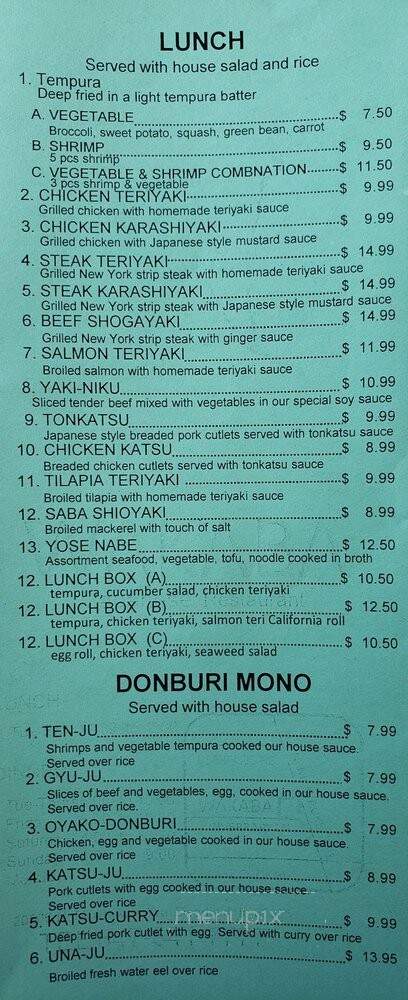 LUNCH
Served with house salad and rice
1. Tempura
Deep fried in a light tempura batter
A. VEGETABLE $ 7.50
Broccoli, sweet potato, squash, green bean, carrot
B. SHRIMP $ 9.50
5 pcs shrimp
C. VEGETABLE & SHRIMP COMBNATION $ 11.50
3 pcs shrimp & vegetable
2. CHICKEN TERIYAKI $ 9.99
Grilled chicken with homemade teriyaki sauce
3. CHICKEN KARASHIYAKI $ 9.99
Grilled chicken with Japanese style mustard sauce
4. STEAK TERIYAKI $ 14.99
Grilled New York strip steak with homemade teriyaki sauce
5. STEAK KARASHIYAKI $ 14.99
Grilled New York strip steak with Japanese style mustard sauce
6. BEEF SHOGAYAKI $ 14.99
Grilled New York strip steak with ginger sauce
7. SALMON TERIYAKI $ 11.99
Broiled salmon with homemade teriyaki sauce
8. YAKI-NIKU $ 10.99
Sliced tender beef mixed with vegetables in our special soy sauce
9. TONKATSU $ 9.99
Japanese style breaded pork cutlets served with tonkatsu sauce
10. CHICKEN KATSU $ 8.99
Breaded chicken cutlets served with tonkatsu sauce
11. TILAPIA TERIYAKI $ 9.99
Broiled tilapia with homemade teriyaki sauce
12. SABA SHIOYAKI $ 8.99
Broiled mackerel with touch of salt
13. YOSE NABE $ 12.50
Assortment seafood, vegetable, tofu, noodle cooked in broth
12. LUNCH BOX (A) $ 10.50
tempura, cucumber salad, chicken teriyaki
12. LUNCH BOX (B) $ 12.50
tempura, chicken teriyaki, salmon teri California roll
12. LUNCH BOX (C) $ 10.50
egg roll, chicken teriyaki, seaweed salad
DONBURI MONO
Served with house salad
1. TEN-JU $ 7.99
Shrimps and vegetable tempura cooked our house sauce.
Served over rice
2. GYU-JU $ 7.99
Slices of beef and vegetables, egg, cooked in our house sauce.
Served over rice.
3. OYAKO-DONBURI $ 7.99
Chicken, egg and vegetable cooked in our house sauce.
Served over rice
4. KATSU-JU $ 8.99
Pork cutlets with egg cooked in our house sauce.
Served over rice
5. KATSU-CURRY $ 9.99
Deep fried pork cutlet with egg. Served with curry over rice
6. UNA-JU $ 13.95
Broiled fresh water eel over rice
menupix